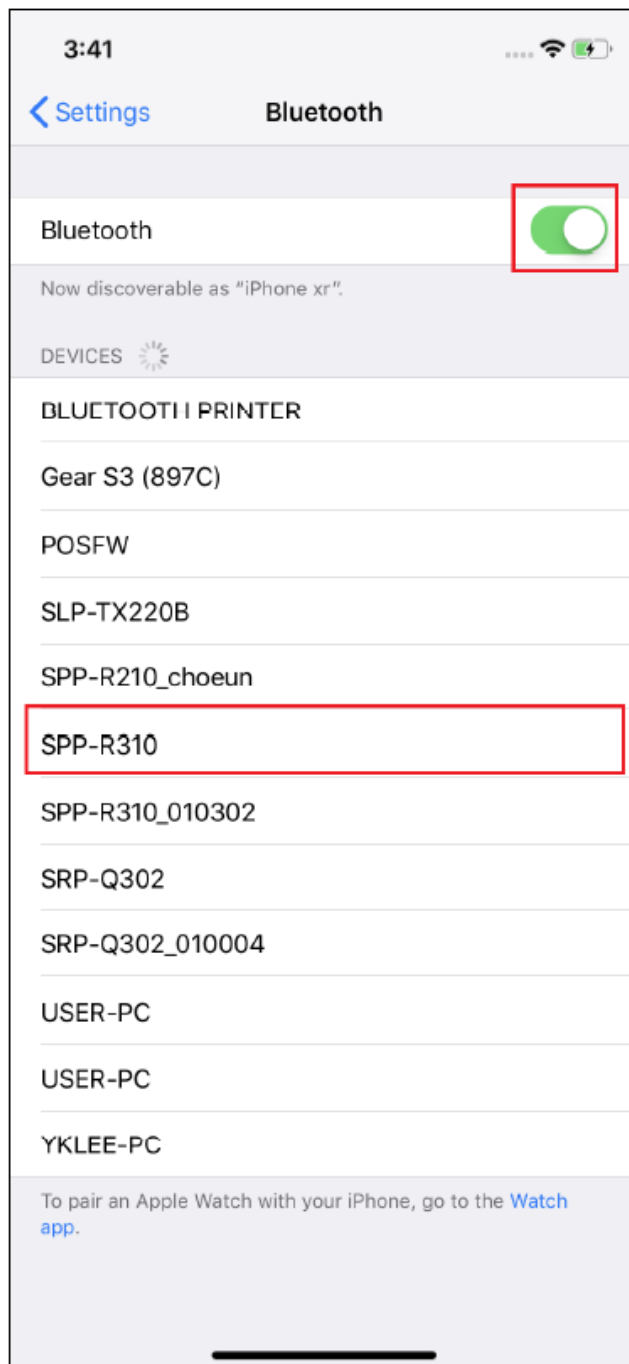 3:41
Settings
Bluetooth
Bluetooth
Now discoverable as “iPhone xr”.
DEVICES
BLUETOOTH PRINTER
Gear S3 (897C)
POSFW
SLP-TX220B
SPP-R210_choeun
SPP-R310
SPP-R310_010302
SRP-Q302
SRP-Q302_010004
USER-PC
USER-PC
YKLEE-PC
To pair an Apple Watch with your iPhone, go to the Watch
app.